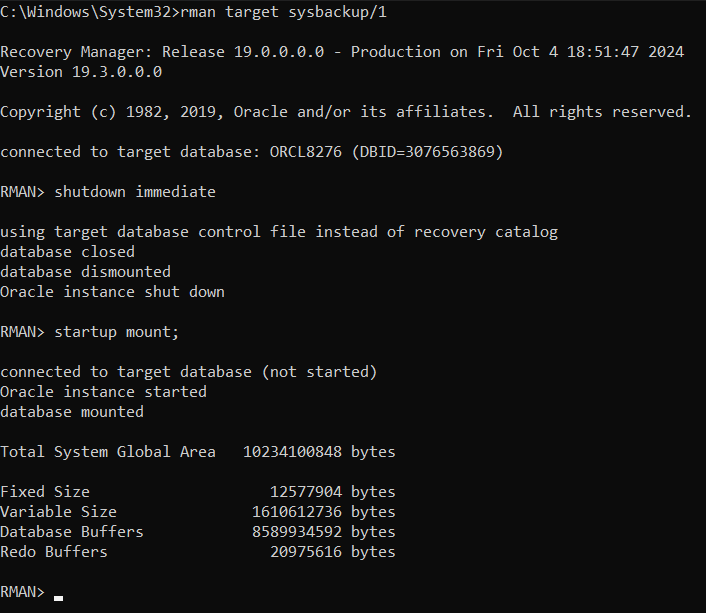 C:\Windows\System32>rman target sysbackup/1
Recovery Manager: Release 19.0.0.0.0 - Production on Fri Oct 4 18:51:47 2024
Version 19.3.0.0.0
Copyright (c) 1982, 2019, Oracle and/or its affiliates.  All rights reserved.
connected to target database: ORCL8276 (DBID=3076563869)
RMAN> shutdown immediate
using target database control file instead of recovery catalog
database closed
database dismounted
Oracle instance shut down
RMAN> startup mount;
connected to target database (not started)
Oracle instance started
database mounted
Total System Global Area   10234100848 bytes
Fixed Size                    12577904 bytes
Variable Size               1610612736 bytes
Database Buffers            8589934592 bytes
Redo Buffers                  20975616 bytes
RMAN>